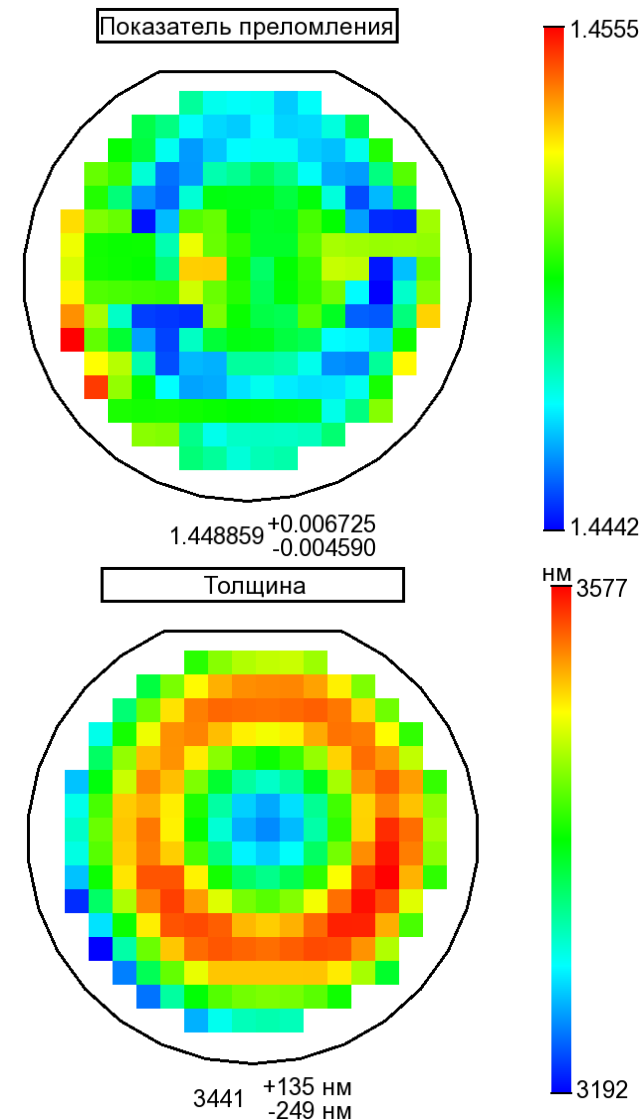 Показатель преломления
1.4555
1.4442
1.448859 +0.006725
-0.004590
Толщина
нм
3577
3192
3441 +135 нм
-249 нм